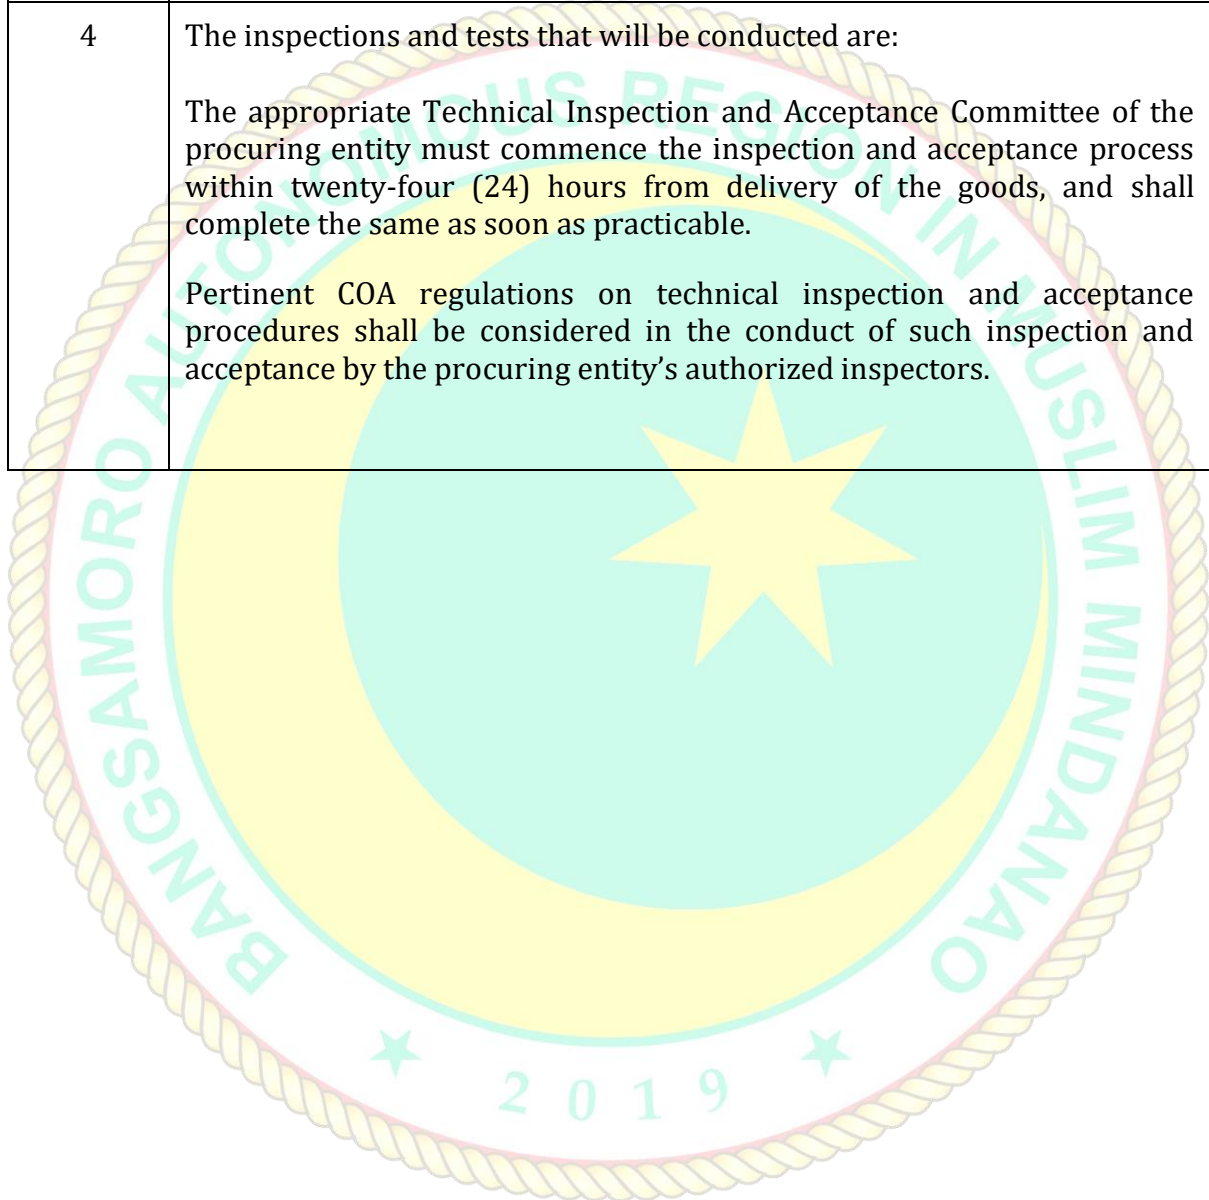 4
The inspections and tests that will be conducted are:
The appropriate Technical Inspection and Acceptance Committee of the
procuring entity must commence the inspection and acceptance process
within twenty-four (24) hours from delivery of the goods, and shall
complete the same as soon as practicable.
Pertinent COA regulations on technical inspection and acceptance
procedures shall be considered in the conduct of such inspection and
acceptance by the procuring entity’s authorized inspectors.
BANGSAMORO AUTONOMOUS REGION IN MUSLIM MINDANAO
2019